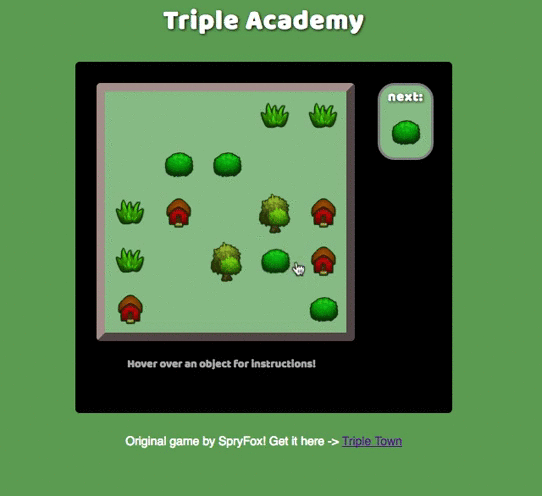 Triple Academy
next:
Hover over an object for instructions!
Original game by SpryFox! Get it here -> Triple Town